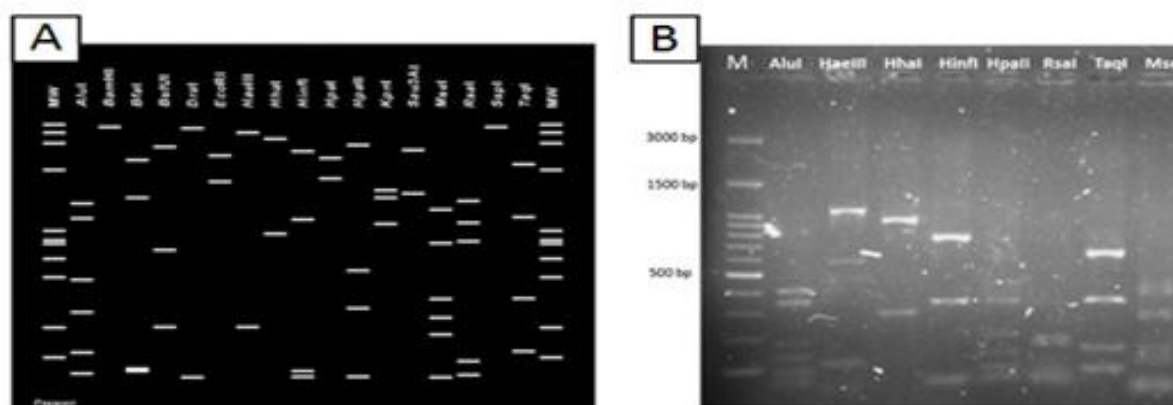 A
MW AluI BamHI BfaI BstUI DraI EcoRI HaeIII HhaI HinfI HpaI HpaII KpnI Sau3AI MseI RsaI SspI TaqI MW
B
M AluI HaeIII HhaI HinfI HpaII RsaI TaqI
3000 bp
1500 bp
500 bp